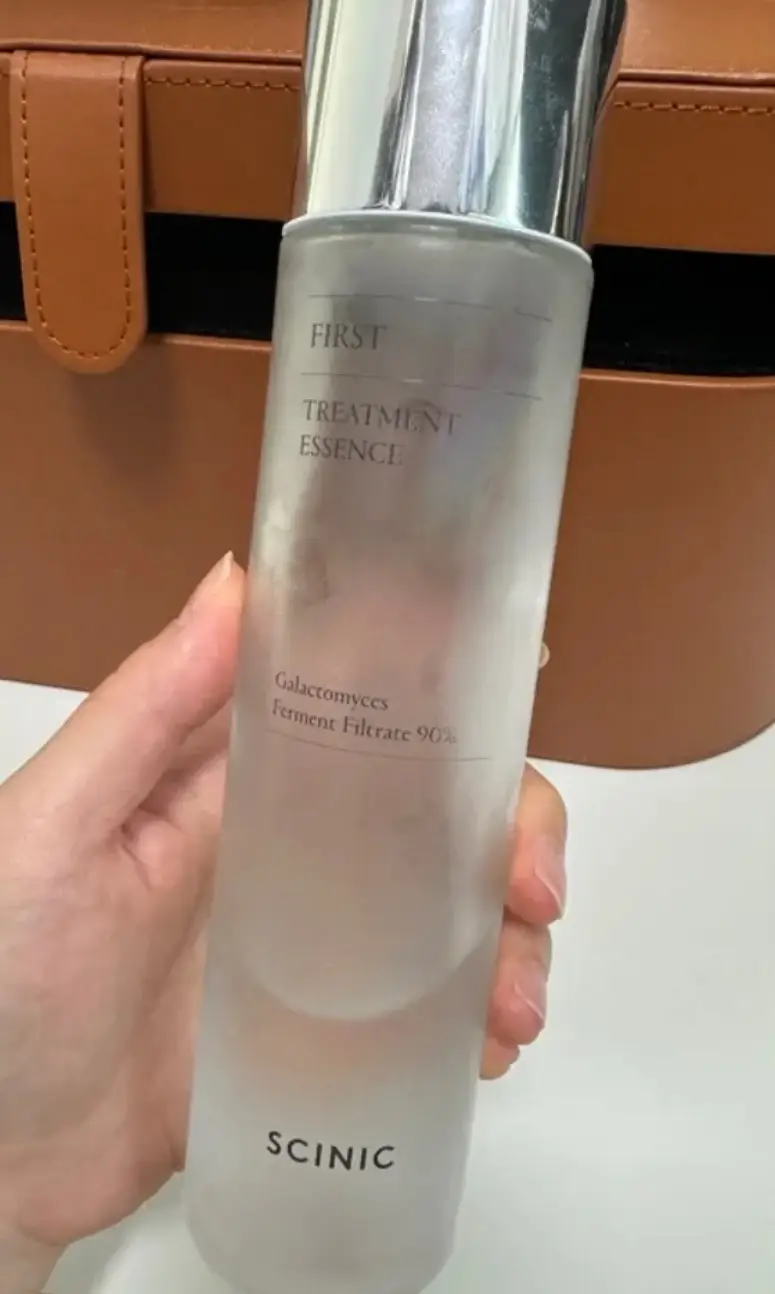 FIRST
TREATMENT
ESSENCE
Galactomyces
Ferment Filtrate 90%
SCINIC